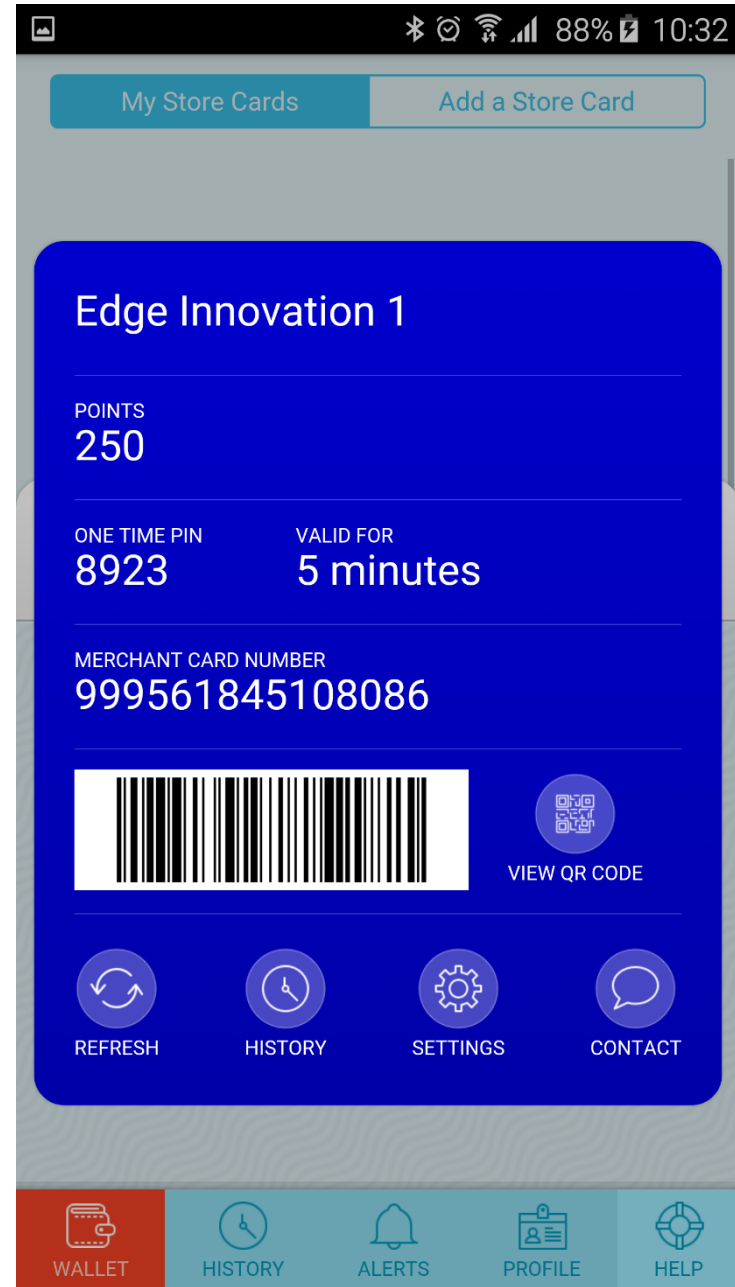 88% 10:32
My Store Cards Add a Store Card
Edge Innovation 1
POINTS
250
ONE TIME PIN VALID FOR
8923 5 minutes
MERCHANT CARD NUMBER
999561845108086
VIEW QR CODE
REFRESH HISTORY SETTINGS CONTACT
WALLET HISTORY ALERTS PROFILE HELP